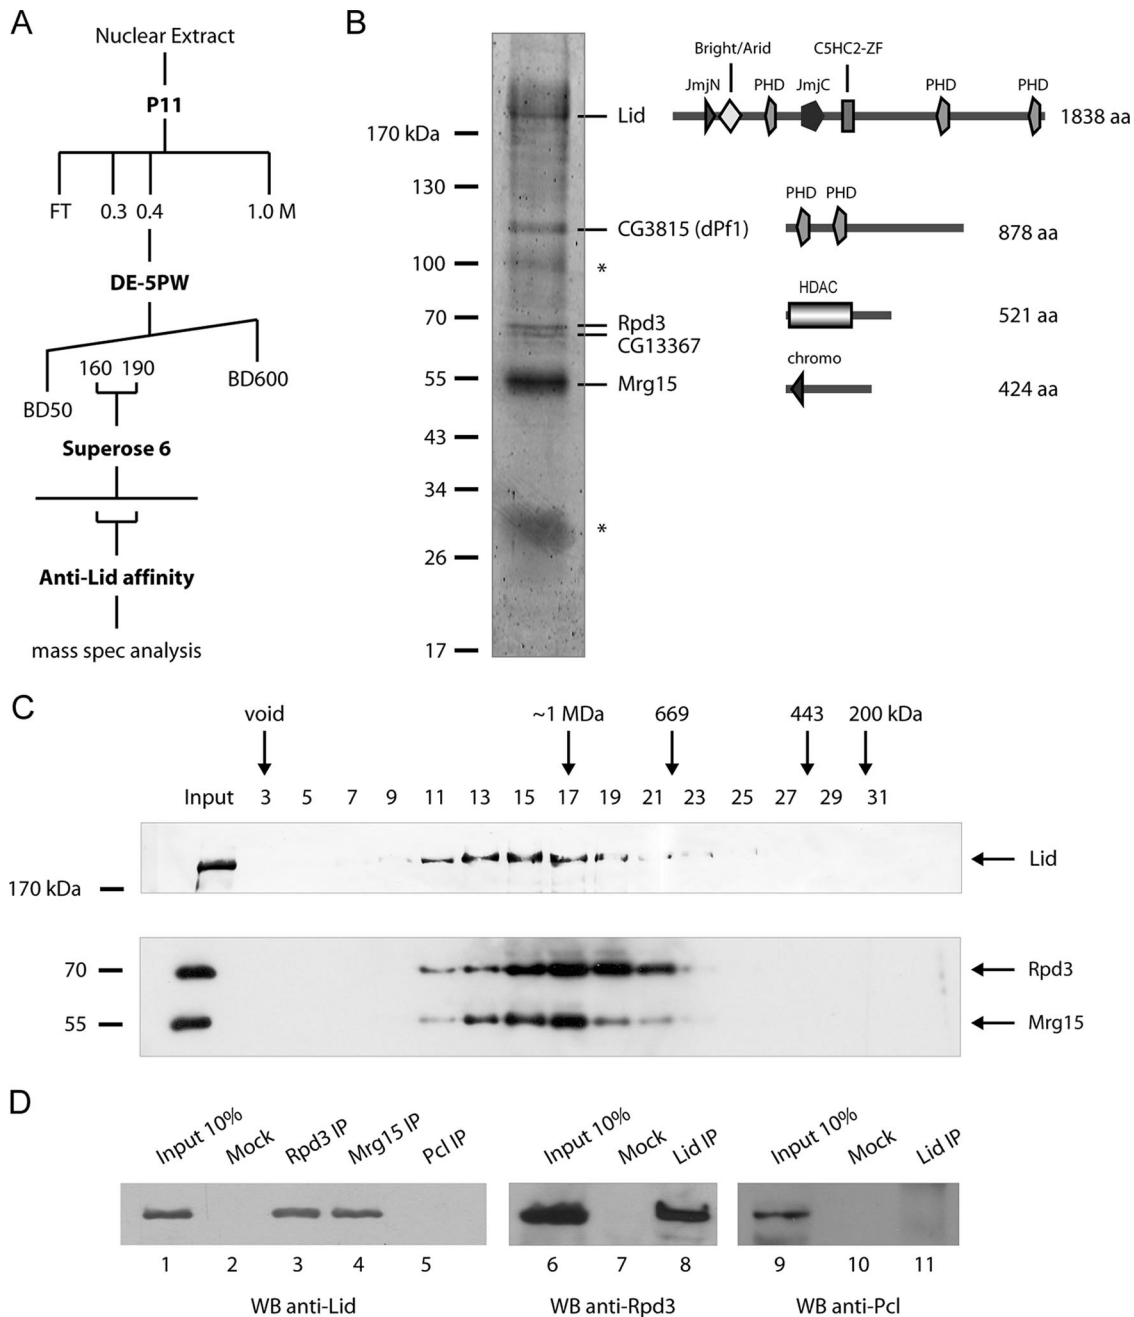 A
Nuclear Extract
P11
FT 0.3 0.4 1.0 M
DE-5PW
160 190
BD50 BD600
Superose 6
Anti-Lid affinity
mass spec analysis
B
170 kDa
130
100
70
55
43
34
26
17
Lid
CG3815 (dPf1)
*
Rpd3
CG13367
Mrg15
*
Bright/Arid C5HC2-ZF
JmjN PHD JmjC PHD PHD
1838 aa
PHD PHD
878 aa
HDAC
521 aa
chromo
424 aa
C
void ~1 MDa 669 443 200 kDa
Input 3 5 7 9 11 13 15 17 19 21 23 25 27 29 31
Lid
170 kDa
70
Rpd3
55
Mrg15
D
Input 10% Mock Rpd3 IP Mrg15 IP Pcl IP
1 2 3 4 5
WB anti-Lid
Input 10% Mock Lid IP
6 7 8
WB anti-Rpd3
Input 10% Mock Lid IP
9 10 11
WB anti-Pcl